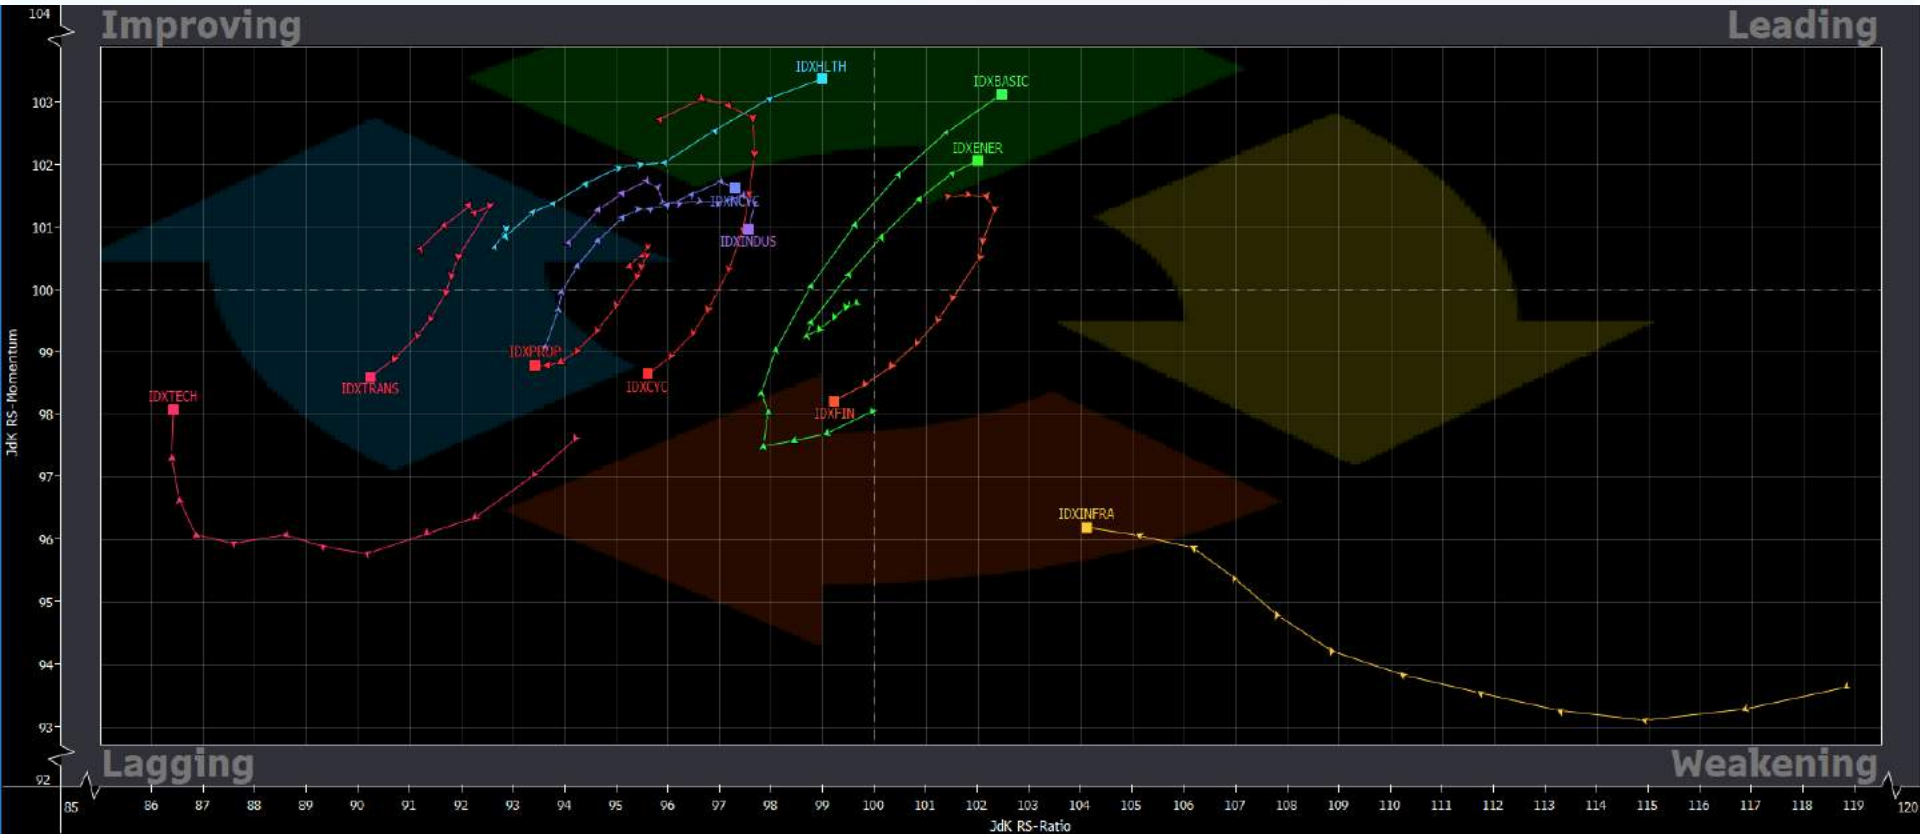 104
Improving
Leading
IDXHLTH
IDXBASIC
103
IDXENER
102
IDXNCYC
101
IDXINDUS
100
JdK RS-Momentum
99
IDXPROP
IDXTRANS
IDXCYC
IDXTECH
98
IDXFIN
97
IDXINFRA
96
95
94
93
Lagging
Weakening
92
85 86 87 88 89 90 91 92 93 94 95 96 97 98 99 100 101 102 103 104 105 106 107 108 109 110 111 112 113 114 115 116 117 118 119 120
JdK RS-Ratio